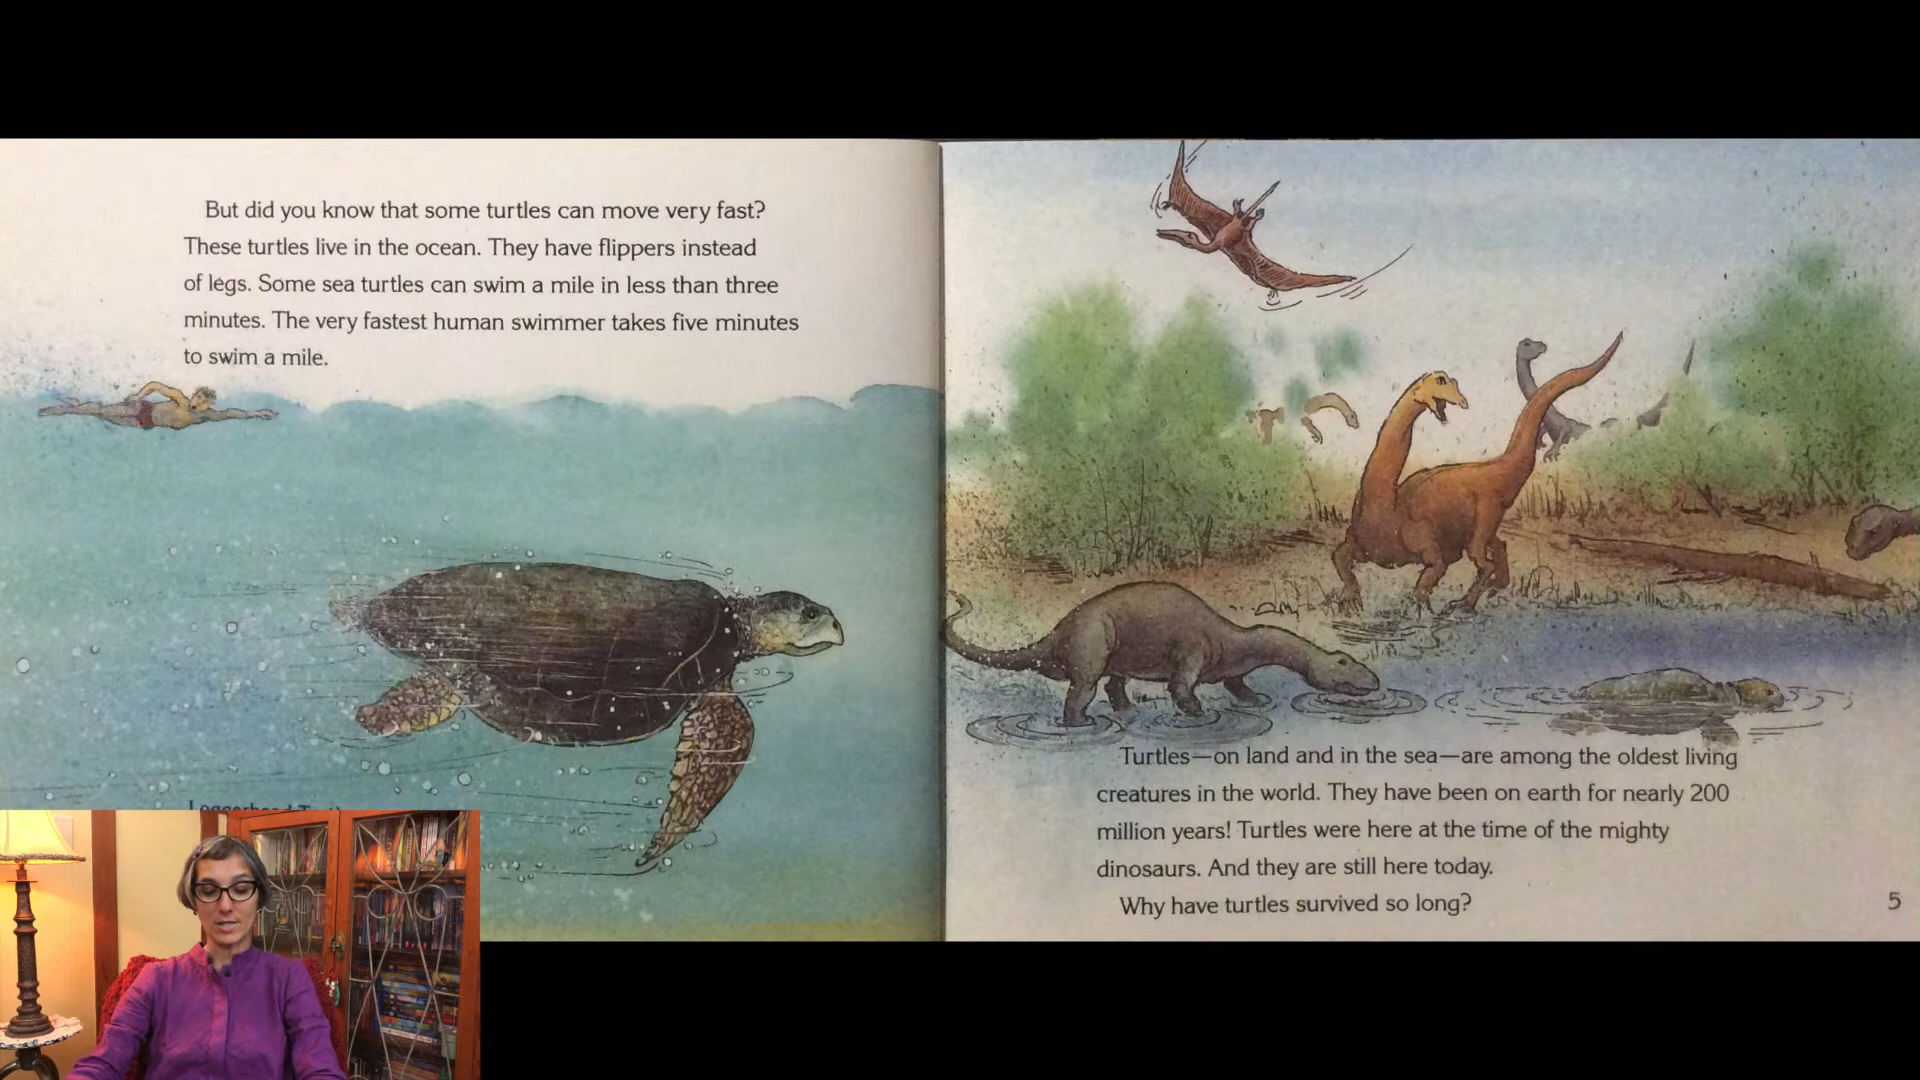 But did you know that some turtles can move very fast?
These turtles live in the ocean. They have flippers instead
of legs. Some sea turtles can swim a mile in less than three
minutes. The very fastest human swimmer takes five minutes
to swim a mile.
Turtles—on land and in the sea—are among the oldest living
creatures in the world. They have been on earth for nearly 200
million years! Turtles were here at the time of the mighty
dinosaurs. And they are still here today.
Why have turtles survived so long?
5